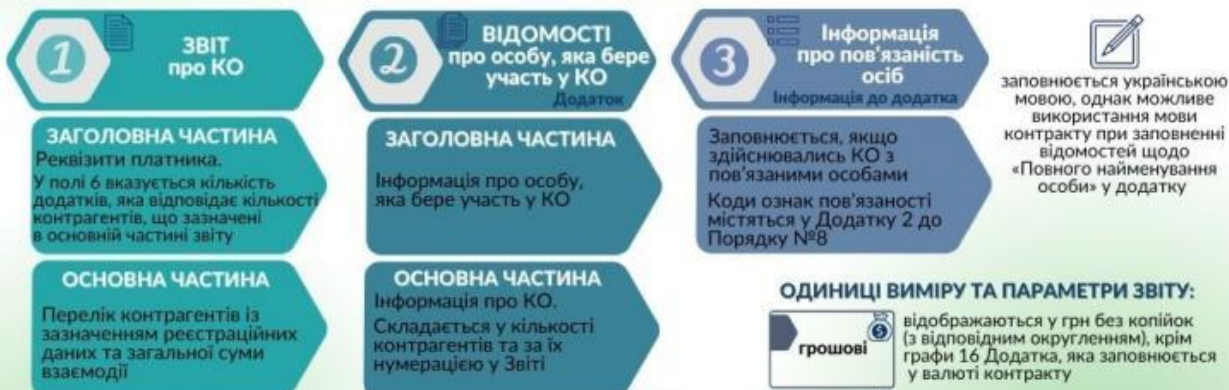 1
ЗВІТ
про КО
ЗАГОЛОВНА ЧАСТИНА
Реквізити платника.
У полі 6 вказується кількість
додатків, яка відповідає кількості
контрагентів, що зазначені
в основній частині звіту
ОСНОВНА ЧАСТИНА
Перелік контрагентів із
зазначенням реєстраційних
даних та загальної суми
взаємодії
2
ВІДОМОСТІ
про особу, яка бере
участь у КО
Додаток
ЗАГОЛОВНА ЧАСТИНА
Інформація про особу,
яка бере участь у КО
ОСНОВНА ЧАСТИНА
Інформація про КО.
Складається у кількості
контрагентів та за їх
нумерацією у Звіті
3
Інформація
про пов'язаність
осіб
Інформація до додатка
Заповнюється, якщо
здійснювались КО з
пов'язаними особами
Коди ознак пов'язаності
містяться у Додатку 2 до
Порядку №8
заповнюється українською
мовою, однак можливе
використання мови
контракту при заповненні
відомостей щодо
«Повного найменування
особи» у додатку
ОДИНИЦІ ВИМІРУ ТА ПАРАМЕТРИ ЗВІТУ:
грошові
$
відображаються у грн без копійок
(з відповідним округленням), крім
графи 16 Додатка, яка заповнюється
у валюті контракту